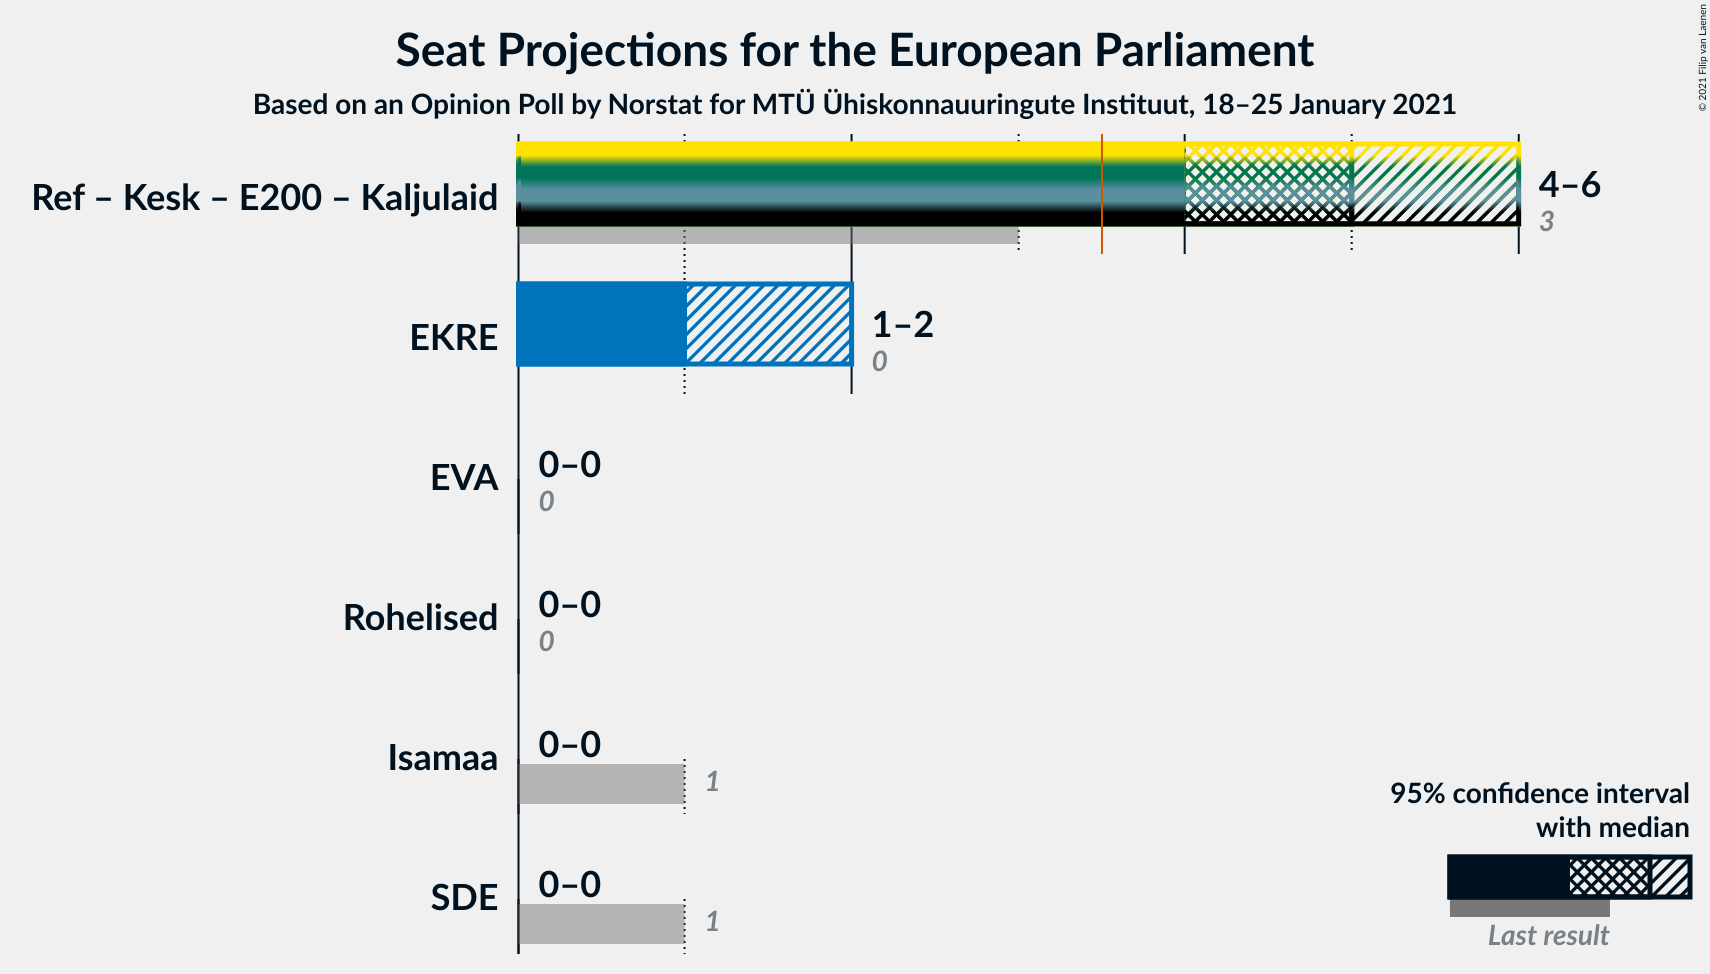 Seat Projections for the European Parliament
Based on an Opinion Poll by Norstat for MTÜ Ühiskonnauuringute Instituut, 18–25 January 2021
© 2021 Filip van Laenen
Ref – Kesk – E200 – Kaljulaid
4–6
3
EKRE
1–2
0
EVA
0–0
0
Rohelised
0–0
0
Isamaa
0–0
1
SDE
0–0
1
95% confidence interval
with median
Last result